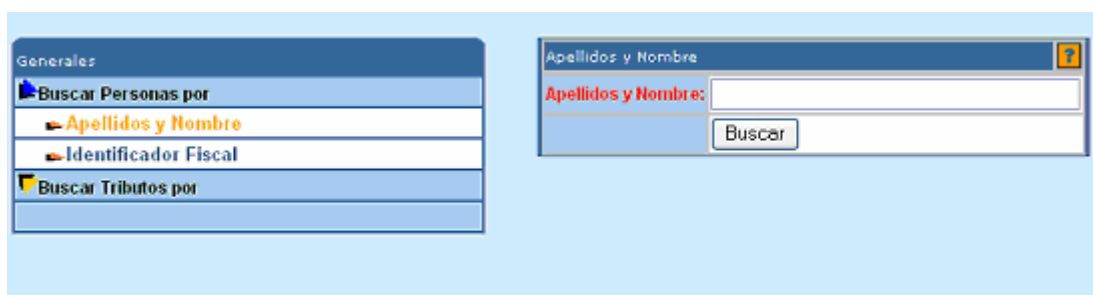 Generales
Buscar Personas por
Apellidos y Nombre
Identificador Fiscal
Buscar Tributos por
Apellidos y Nombre ?
Apellidos y Nombre:
Buscar